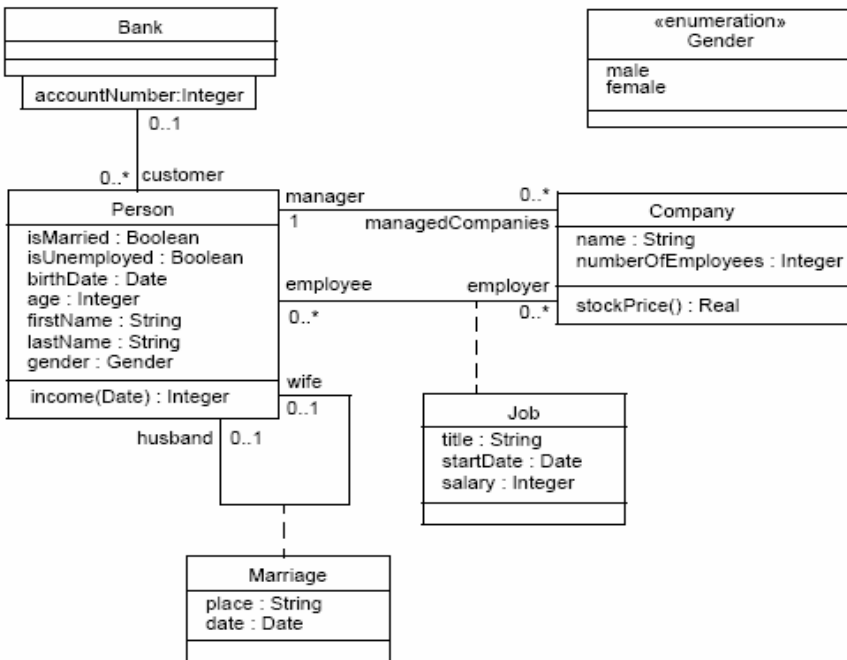 Bank
accountNumber:Integer
0..1
0..* customer
«enumeration»
Gender
male
female
Person
isMarried : Boolean
isUnemployed : Boolean
birthDate : Date
age : Integer
firstName : String
lastName : String
gender : Gender
income(Date) : Integer
manager
1
0..*
managedCompanies
employee
0..*
employer
0..*
Company
name : String
numberOfEmployees : Integer
stockPrice() : Real
wife
0..1
husband
0..1
Job
title : String
startDate : Date
salary : Integer
Marriage
place : String
date : Date